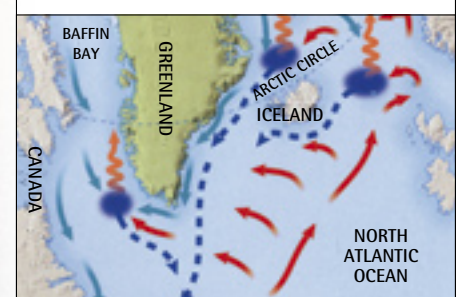 BAFFIN
BAY
GREENLAND
ARCTIC CIRCLE
ICELAND
CANADA
NORTH
ATLANTIC
OCEAN